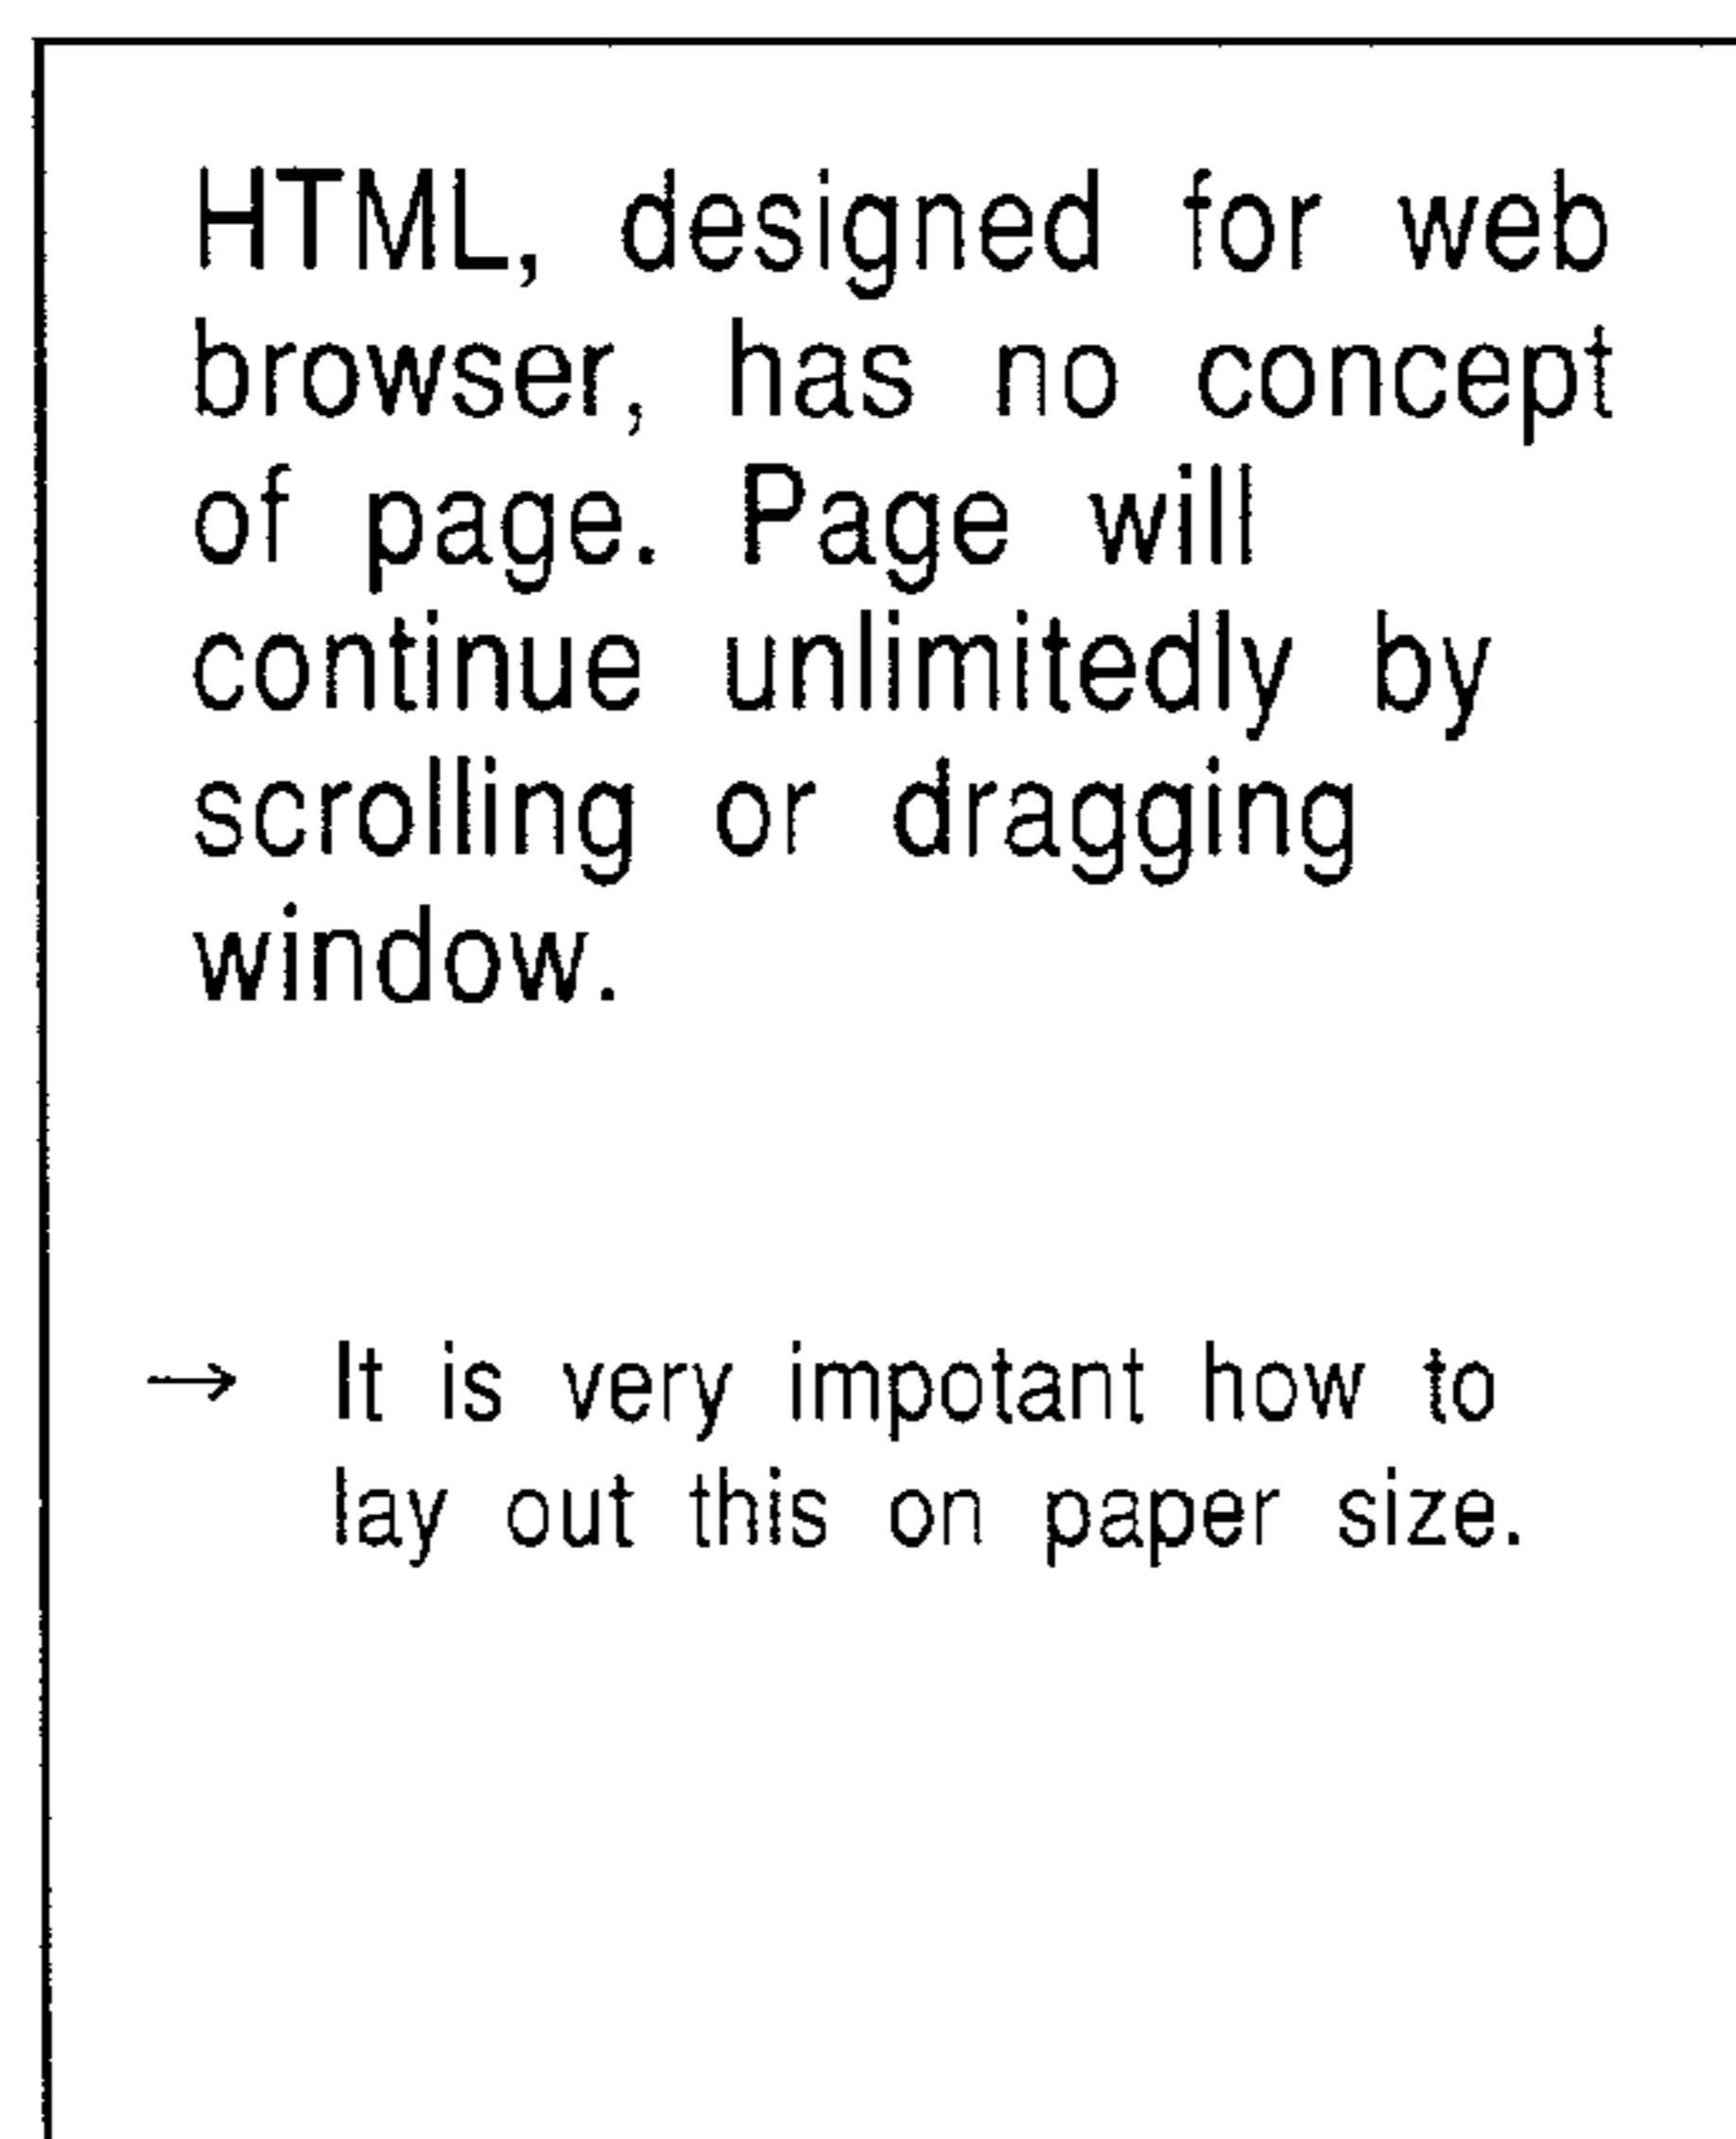 HTML, designed for web
browser, has no concept
of page. Page will
continue unlimitedly by
scrolling or dragging
window.
→ It is very impotant how to
lay out this on paper size.